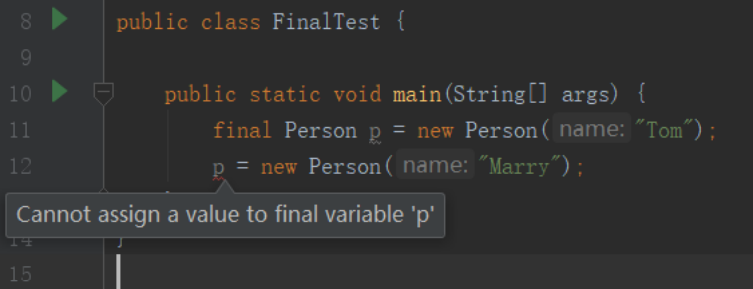 8 public class FinalTest {
9
10 public static void main(String[] args) {
11 final Person p = new Person( name: "Tom");
12 p = new Person( name: "Marry");
Cannot assign a value to final variable 'p'
14 }
15